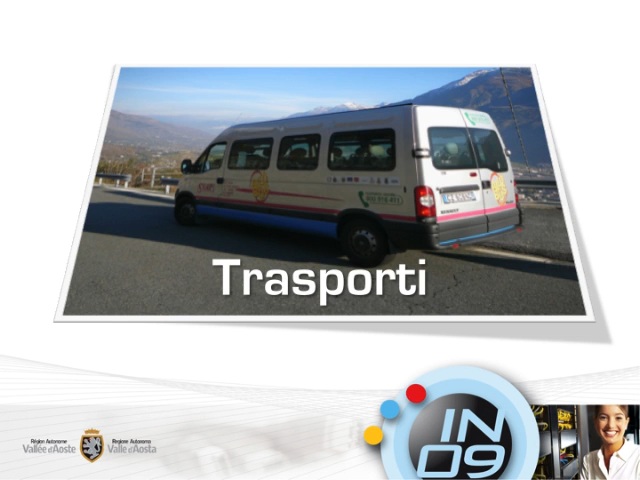 Trasporti
Région Autonome
Vallée d'Aoste
Regione Autonoma
Valle d'Aosta
IN
09